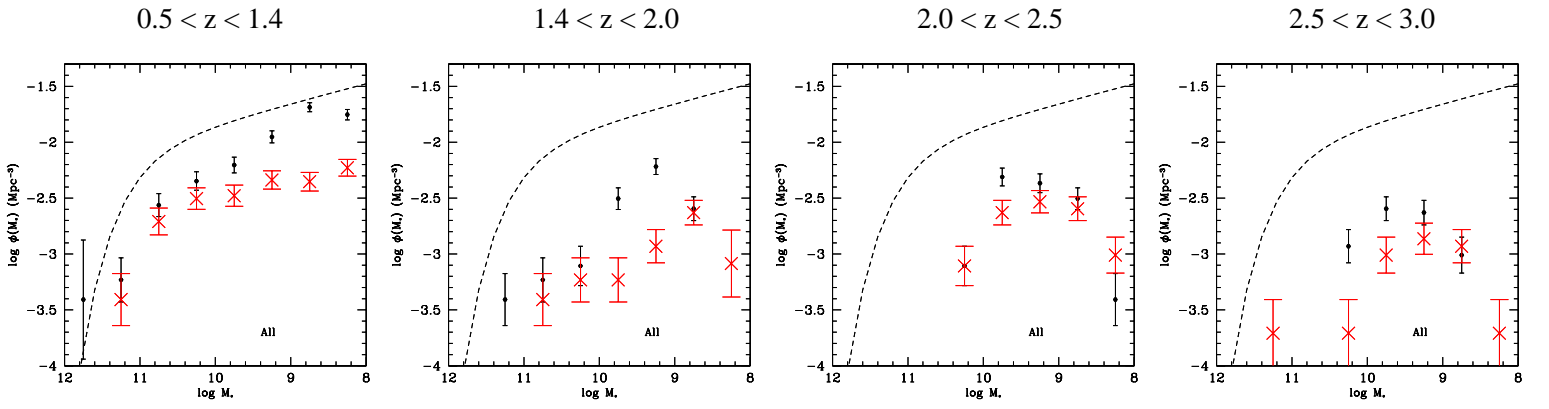 0.5 < z < 1.4
1.4 < z < 2.0
2.0 < z < 2.5
2.5 < z < 3.0
log φ(M*) (Mpc⁻³)
−1.5
−2
−2.5
−3
−3.5
−4
All
12 11 10 9 8
log M*
log φ(M*) (Mpc⁻³)
−1.5
−2
−2.5
−3
−3.5
−4
All
12 11 10 9 8
log M*
log φ(M*) (Mpc⁻³)
−1.5
−2
−2.5
−3
−3.5
−4
All
12 11 10 9 8
log M*
log φ(M*) (Mpc⁻³)
−1.5
−2
−2.5
−3
−3.5
−4
All
12 11 10 9 8
log M*